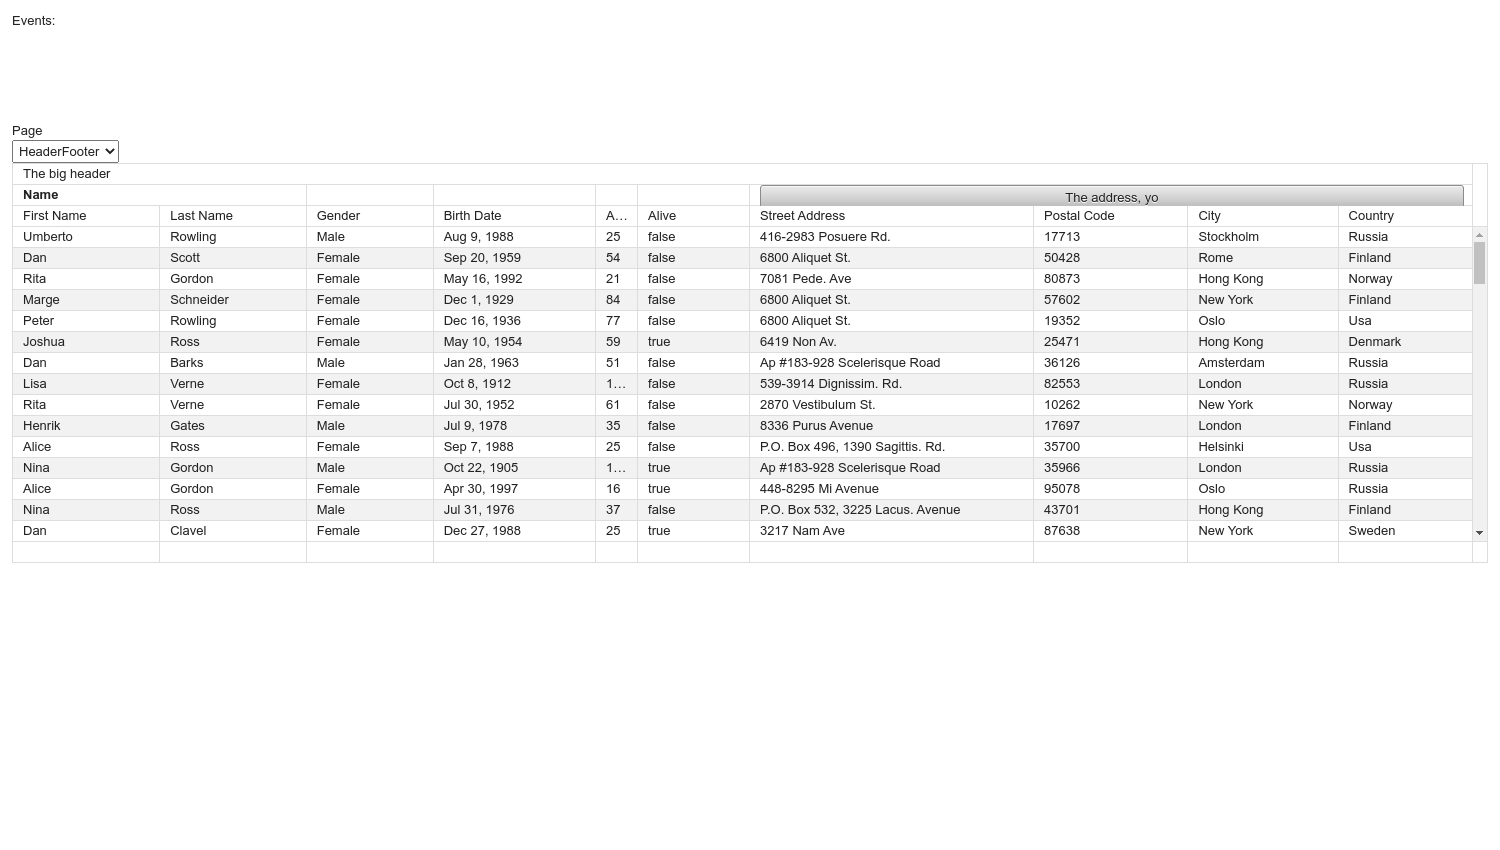 Events:
Page
HeaderFooter
The big header
Name The address, yo
First Name Last Name Gender Birth Date A… Alive Street Address Postal Code City Country
Umberto Rowling Male Aug 9, 1988 25 false 416-2983 Posuere Rd. 17713 Stockholm Russia
Dan Scott Female Sep 20, 1959 54 false 6800 Aliquet St. 50428 Rome Finland
Rita Gordon Female May 16, 1992 21 false 7081 Pede. Ave 80873 Hong Kong Norway
Marge Schneider Female Dec 1, 1929 84 false 6800 Aliquet St. 57602 New York Finland
Peter Rowling Female Dec 16, 1936 77 false 6800 Aliquet St. 19352 Oslo Usa
Joshua Ross Female May 10, 1954 59 true 6419 Non Av. 25471 Hong Kong Denmark
Dan Barks Male Jan 28, 1963 51 false Ap #183-928 Scelerisque Road 36126 Amsterdam Russia
Lisa Verne Female Oct 8, 1912 1… false 539-3914 Dignissim. Rd. 82553 London Russia
Rita Verne Female Jul 30, 1952 61 false 2870 Vestibulum St. 10262 New York Norway
Henrik Gates Male Jul 9, 1978 35 false 8336 Purus Avenue 17697 London Finland
Alice Ross Female Sep 7, 1988 25 false P.O. Box 496, 1390 Sagittis. Rd. 35700 Helsinki Usa
Nina Gordon Male Oct 22, 1905 1… true Ap #183-928 Scelerisque Road 35966 London Russia
Alice Gordon Female Apr 30, 1997 16 true 448-8295 Mi Avenue 95078 Oslo Russia
Nina Ross Male Jul 31, 1976 37 false P.O. Box 532, 3225 Lacus. Avenue 43701 Hong Kong Finland
Dan Clavel Female Dec 27, 1988 25 true 3217 Nam Ave 87638 New York Sweden